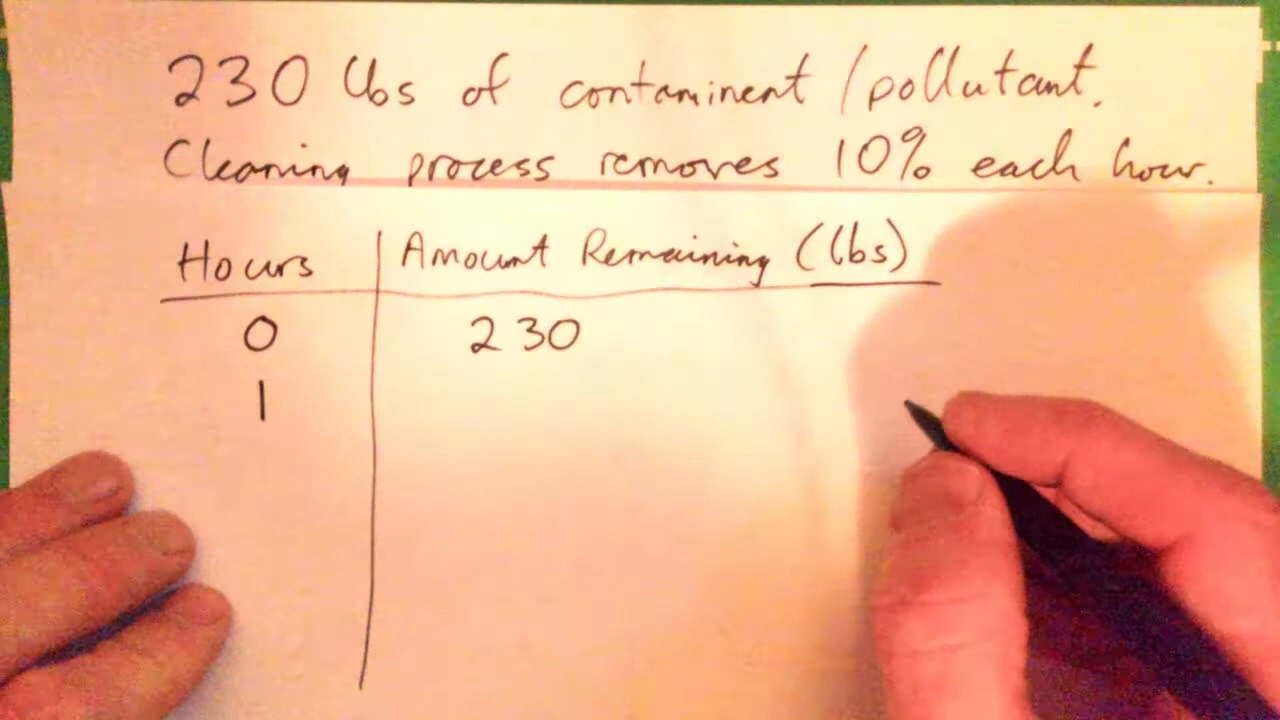 230 lbs of contaminent / pollutant.
Cleaning process removes 10% each hour.
Hours Amount Remaining (lbs)
0 230
1